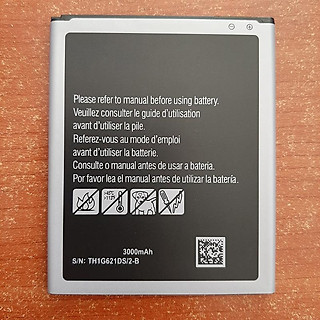 Please refer to manual before using battery.
Veuillez consulter le guide d'utilisation
avant d'utiliser la pile.
Referez-vous au mode d'emploi
avant d'utiliser la batterie.
Consulte o manual antes de usar a bateria.
Por favor lea el manual antes de utilizar la batería.
3000mAh
S/N: TH1G621DS/2-B